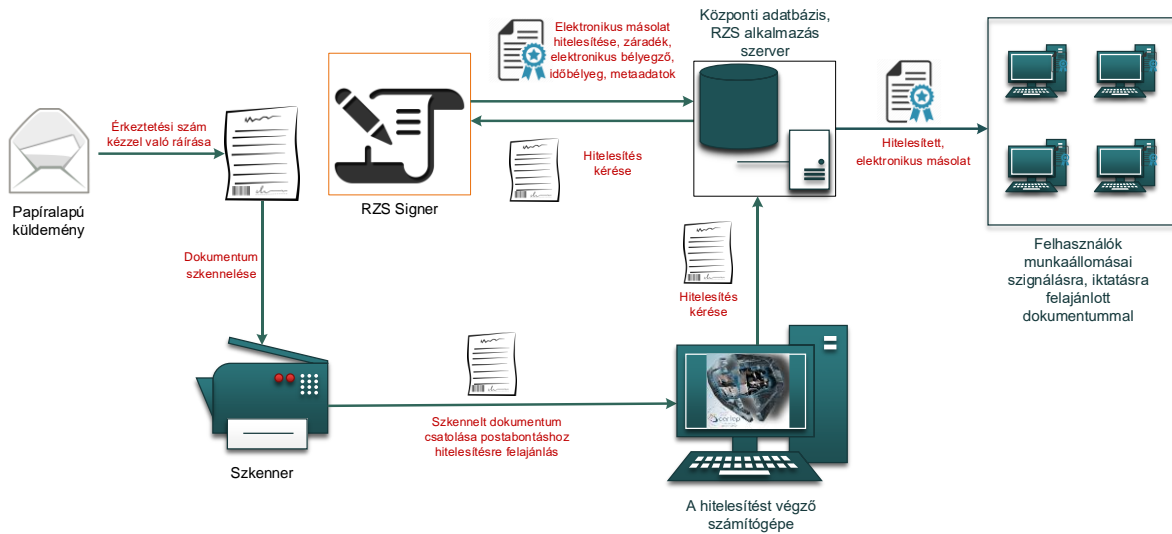 Központi adatbázis,
RZS alkalmazás
szerver
Elektronikus másolat
hitelesítése, záradék,
elektronikus bélyegző,
időbélyeg, metaadatok
Érkeztetési szám
kézzel való ráírása
Hitelesítés
kérése
Hitelesített,
elektronikus másolat
Papíralapú
küldemény
RZS Signer
Dokumentum
szkennelése
Felhasználók
munkaállomásai
szignálásra, iktatásra
felajánlott
dokumentummal
Hitelesítés
kérése
Szkennelt dokumentum
csatolása postabontáshoz
hitelesítésre felajánlás
Szkenner
A hitelesítést végző
számítógépe